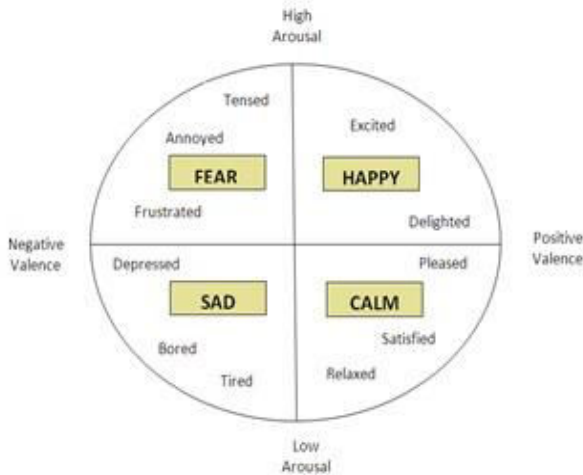 High
Arousal
Tensed
Excited
Annoyed
FEAR
HAPPY
Frustrated
Delighted
Negative
Valence
Positive
Valence
Depressed
Pleased
SAD
CALM
Satisfied
Bored
Relaxed
Tired
Low
Arousal